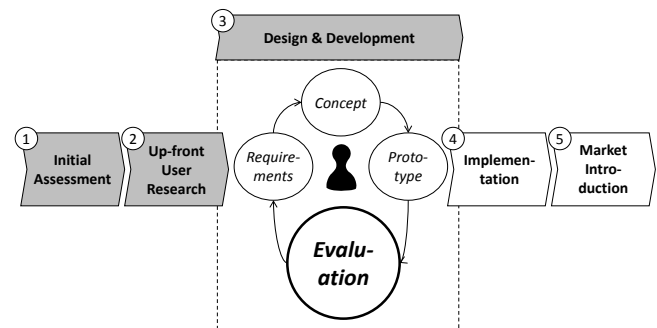 3
Design & Development
1
Initial
Assessment
2
Up-front
User
Research
Concept
Require-
ments
Proto-
type
Evalu-
ation
4
Implemen-
tation
5
Market
Intro-
duction